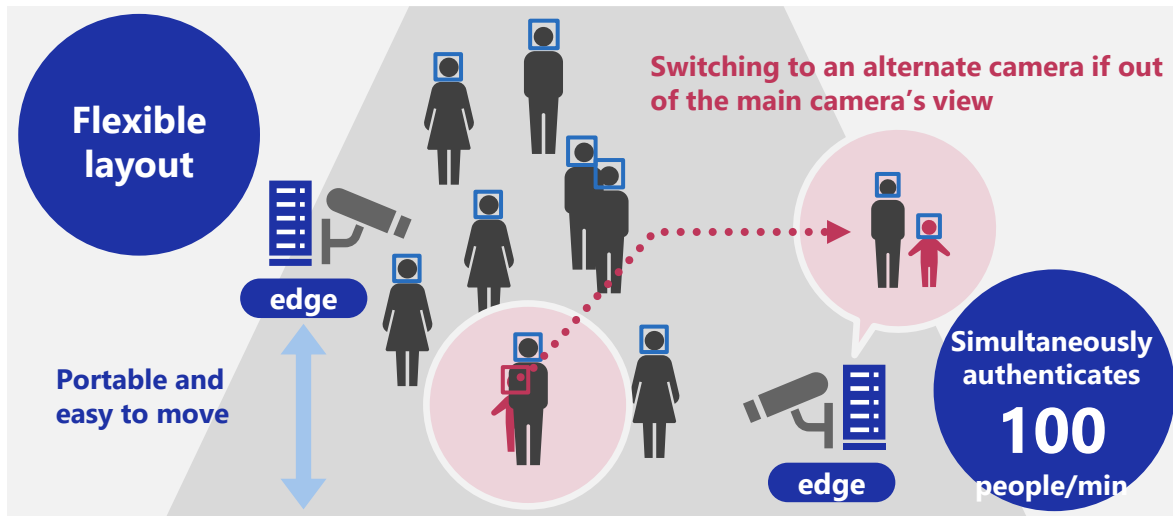 Flexible
layout
Switching to an alternate camera if out
of the main camera's view
edge
Portable and
easy to move
edge
Simultaneously
authenticates
100
people/min